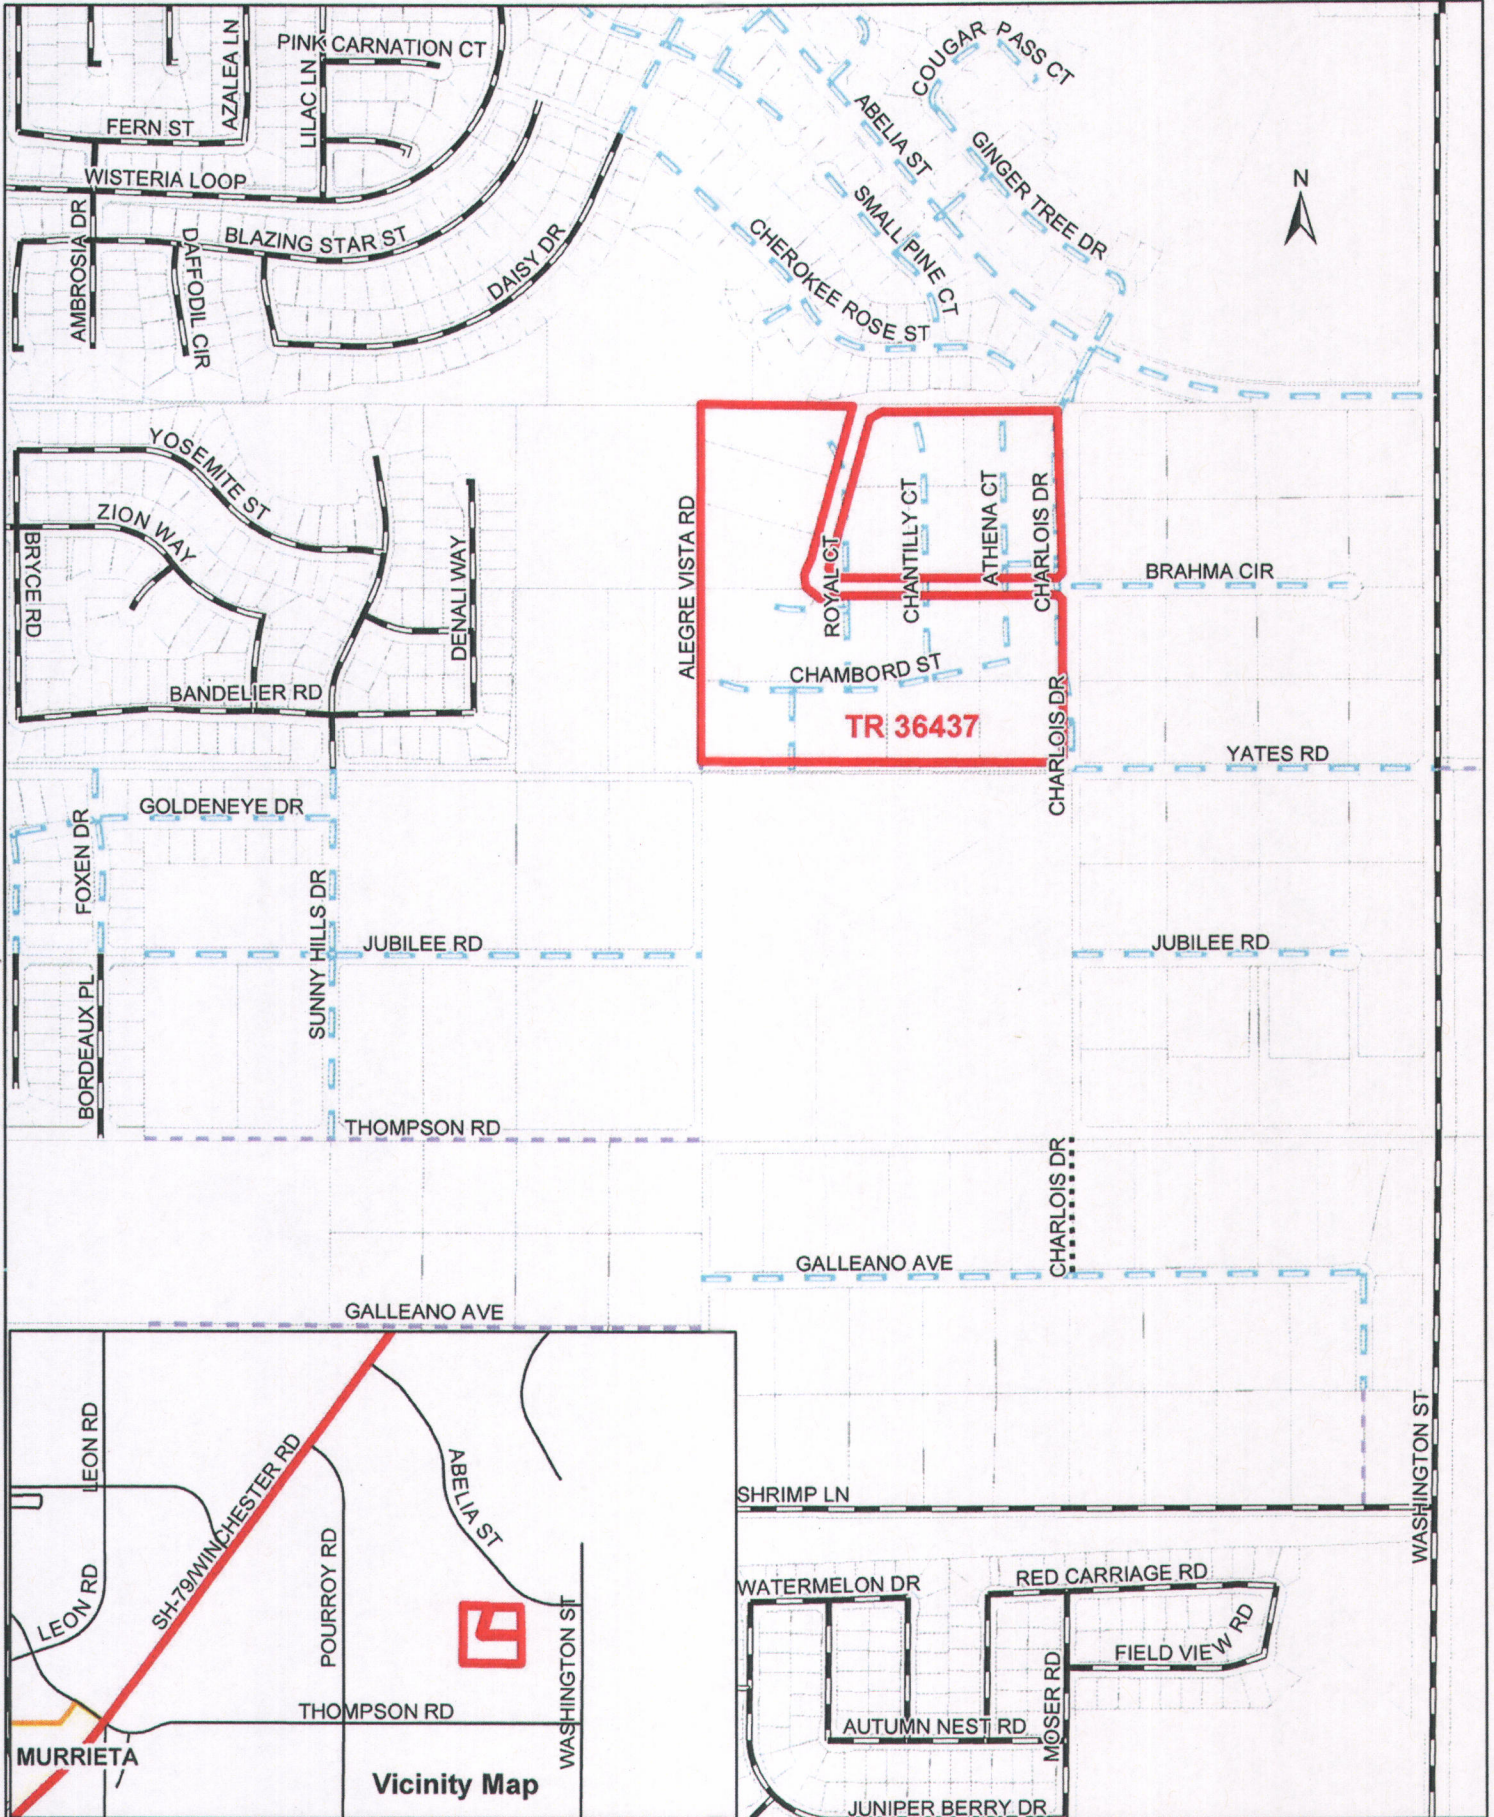 PINK CARNATION CT
AZALEA LN
LILAC LN
FERN ST
WISTERIA LOOP
AMBROSIA DR
DAFFODIL CIR
BLAZING STAR ST
DAISY DR
COUGAR PASS CT
ABELIA ST
GINGER TREE DR
SMALL PINE CT
CHEROKEE ROSE ST
N
YOSEMITE ST
ZION WAY
BRYCE RD
DENALI WAY
BANDELIER RD
ALEGRE VISTA RD
ROYAL CT
CHANTILLY CT
ATHENA CT
CHARLOIS DR
BRAHMA CIR
CHAMBORD ST
TR 36437
CHARLOIS DR
YATES RD
GOLDENEYE DR
FOXEN DR
SUNNY HILLS DR
JUBILEE RD
JUBILEE RD
BORDEAUX PL
THOMPSON RD
CHARLOIS DR
GALLEANO AVE
GALLEANO AVE
WASHINGTON ST
SHRIMP LN
WATERMELON DR
RED CARRIAGE RD
FIELD VIEW RD
MOSER RD
AUTUMN NEST RD
JUNIPER BERRY DR
LEON RD
SH-79/WINCHESTER RD
ABELIA ST
LEON RD
POURROY RD
WASHINGTON ST
THOMPSON RD
MURRIETA
Vicinity Map